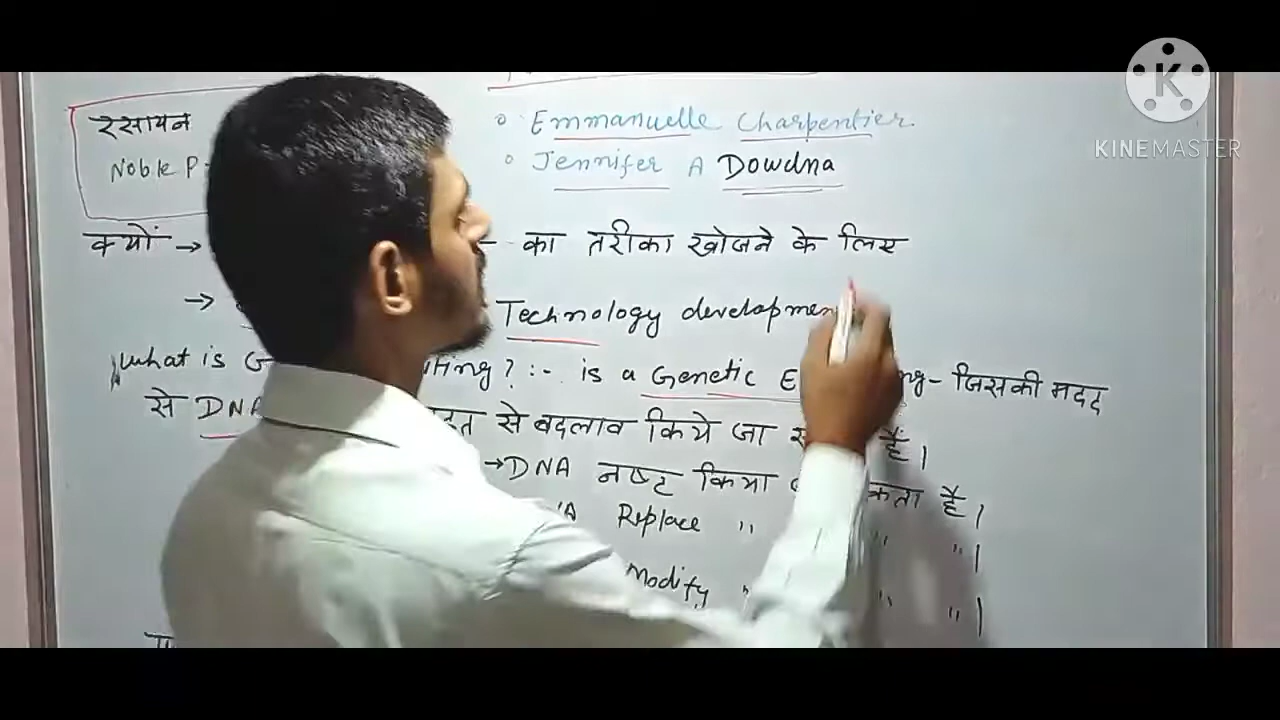 रसायन
Noble P
◦ Emmanuelle Charpentier
◦ Jennifer A Dowdna
क्यों → का तरीका खोजने के लिए
→ Technology developmen
What is G ting? :- is a Genetic E ng- जिसकी मदद
से DNA से बदलाव किये जा है।
→ DNA नष्ट किया कता है।
A Replace " " "।
Modify " " "।
K
KINEMASTER